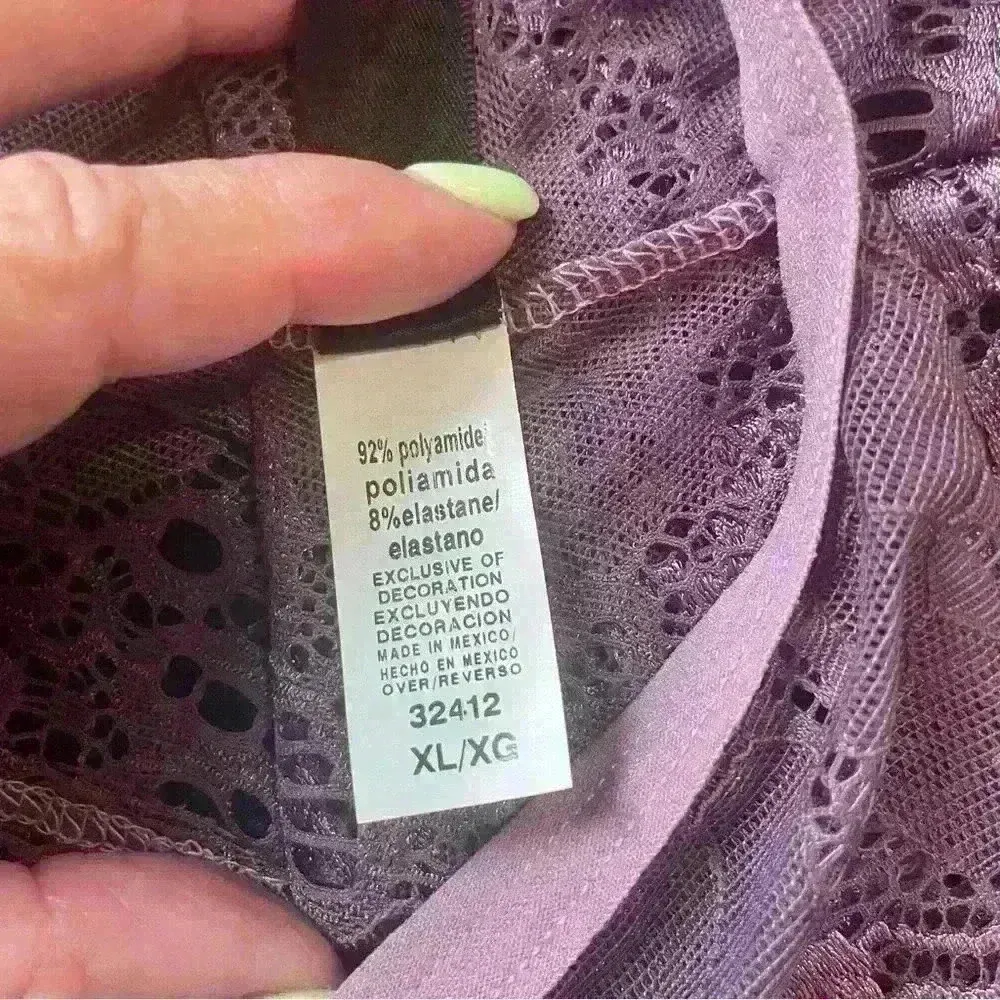 92% polyamide/
poliamida
8%elastane/
elastano
EXCLUSIVE OF
DECORATION
EXCLUYENDO
DECORACION
MADE IN MEXICO/
HECHO EN MEXICO
OVER/REVERSO
32412
XL/XG